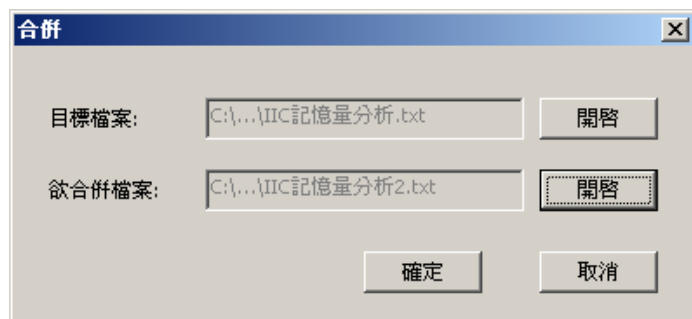 合併
目標檔案: C:\...\IIC記憶量分析.txt 開啓
欲合併檔案: C:\...\IIC記憶量分析2.txt 開啓
確定 取消